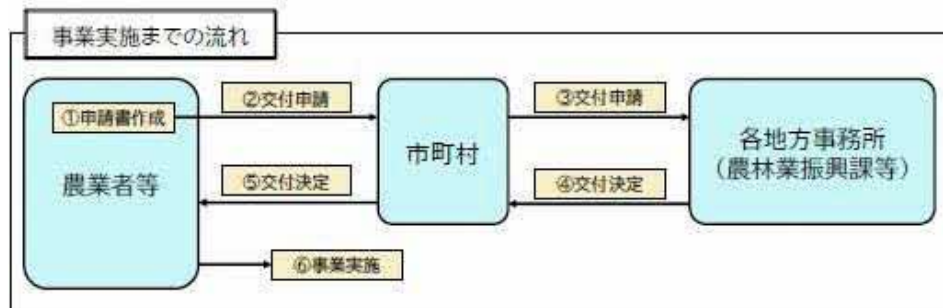 事業実施までの流れ
①申請書作成
農業者等
②交付申請
市町村
③交付申請
各地方事務所
(農林業振興課等)
④交付決定
⑤交付決定
⑥事業実施